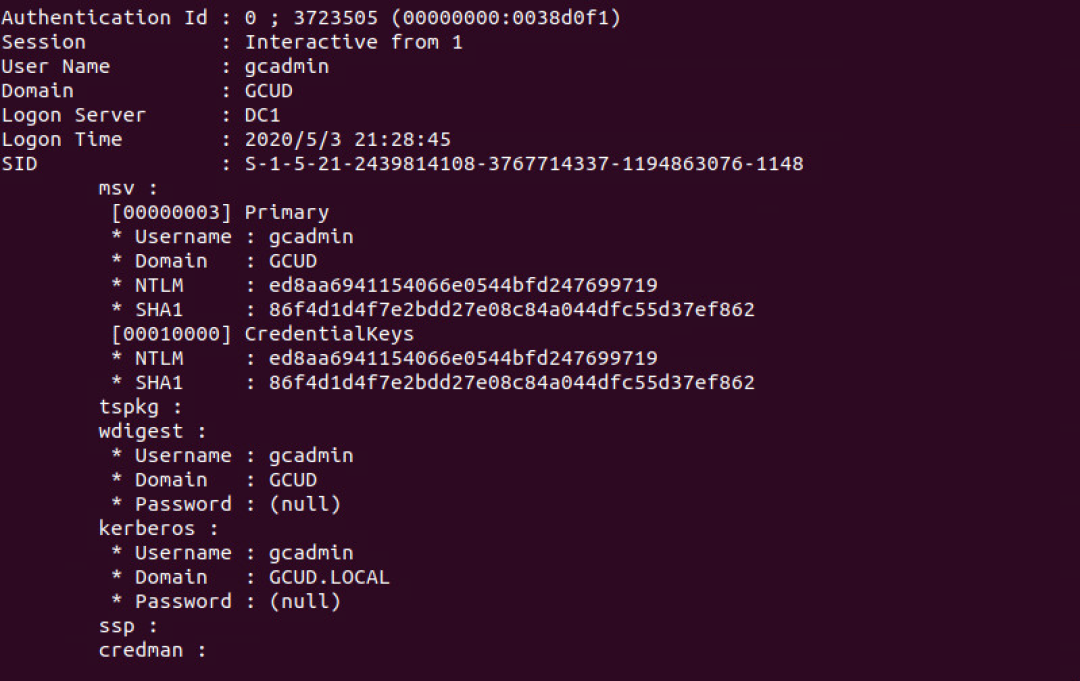 Authentication Id : 0 ; 3723505 (00000000:0038d0f1)
Session           : Interactive from 1
User Name         : gcadmin
Domain            : GCUD
Logon Server      : DC1
Logon Time        : 2020/5/3 21:28:45
SID               : S-1-5-21-2439814108-3767714337-1194863076-1148
        msv :
         [00000003] Primary
         * Username : gcadmin
         * Domain   : GCUD
         * NTLM     : ed8aa6941154066e0544bfd247699719
         * SHA1     : 86f4d1d4f7e2bdd27e08c84a044dfc55d37ef862
         [00010000] CredentialKeys
         * NTLM     : ed8aa6941154066e0544bfd247699719
         * SHA1     : 86f4d1d4f7e2bdd27e08c84a044dfc55d37ef862
        tspkg :
        wdigest :
         * Username : gcadmin
         * Domain   : GCUD
         * Password : (null)
        kerberos :
         * Username : gcadmin
         * Domain   : GCUD.LOCAL
         * Password : (null)
        ssp :
        credman :